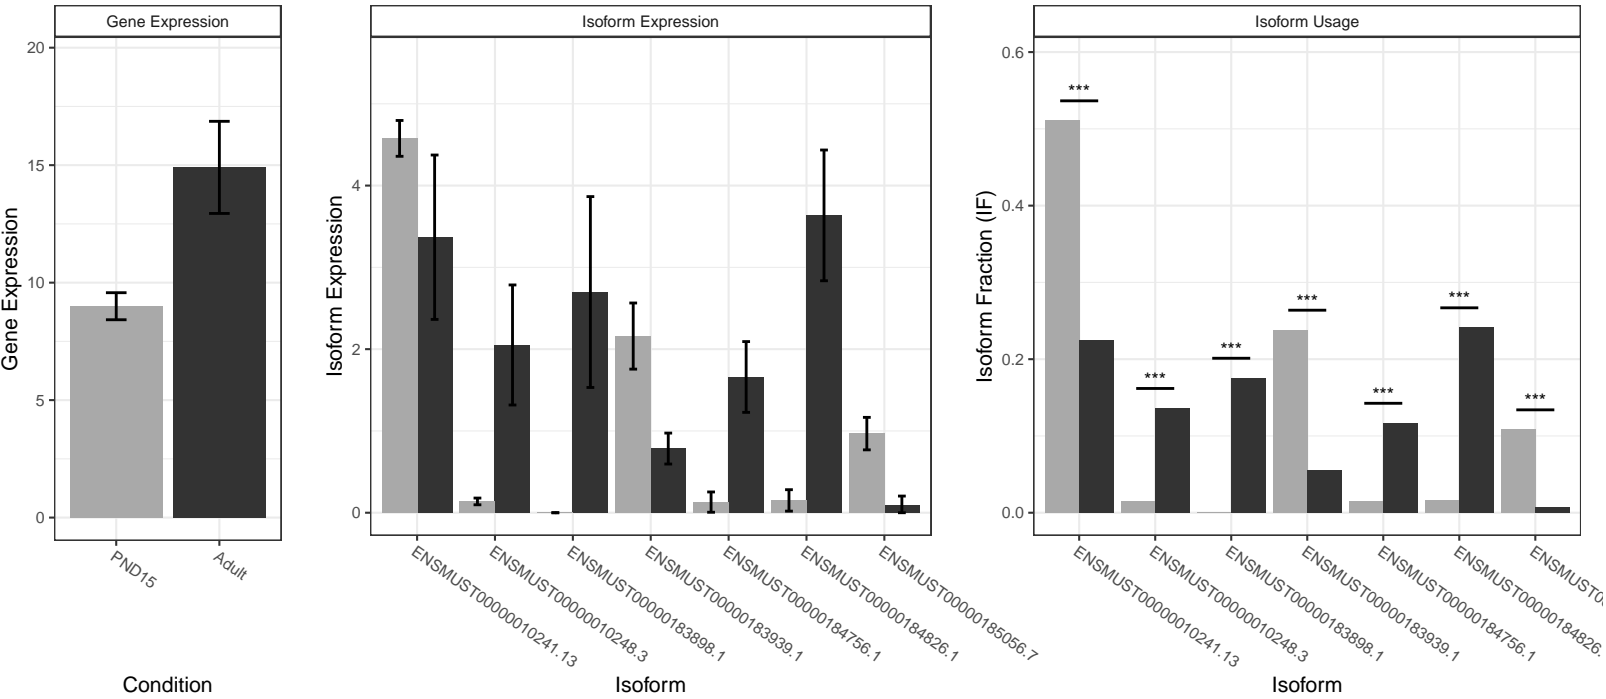 Gene Expression
20
15
10
5
0
Gene Expression
PND15
Adult
Condition
Isoform Expression
4
2
0
Isoform Expression
ENSMUST00000010241.13
ENSMUST00000010248.3
ENSMUST00000183898.1
ENSMUST00000183939.1
ENSMUST00000184756.1
ENSMUST00000184826.1
ENSMUST00000185056.7
Isoform
Isoform Usage
0.6
0.4
0.2
0.0
Isoform Fraction (IF)
***
***
***
***
***
***
***
ENSMUST00000010241.13
ENSMUST00000010248.3
ENSMUST00000183898.1
ENSMUST00000183939.1
ENSMUST00000184756.1
ENSMUST00000184826.
ENSMUST0
Isoform